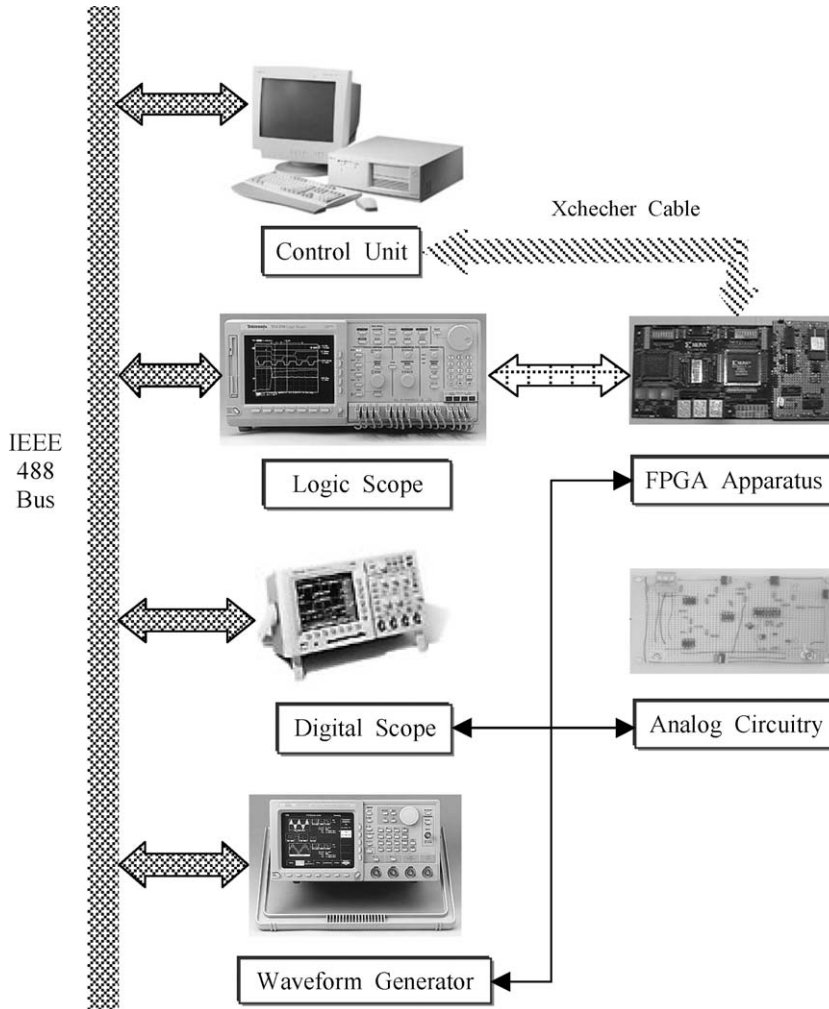 Xchecher Cable
Control Unit
IEEE
488
Bus
Logic Scope
FPGA Apparatus
Digital Scope
Analog Circuitry
Waveform Generator